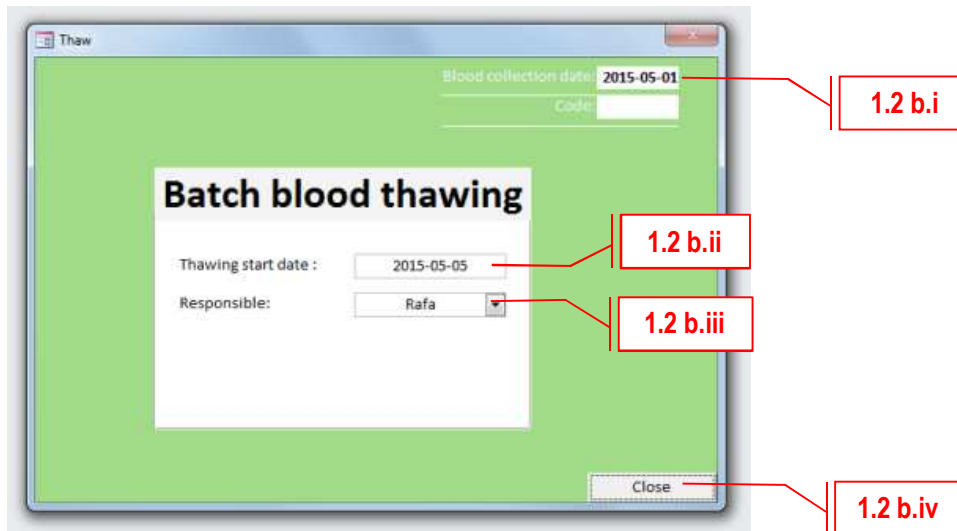 Thaw
x
Blood collection date: 2015-05-01
1.2 b.i
Code:
Batch blood thawing
1.2 b.ii
Thawing start date : 2015-05-05
Responsible: Rafa
1.2 b.iii
Close
1.2 b.iv